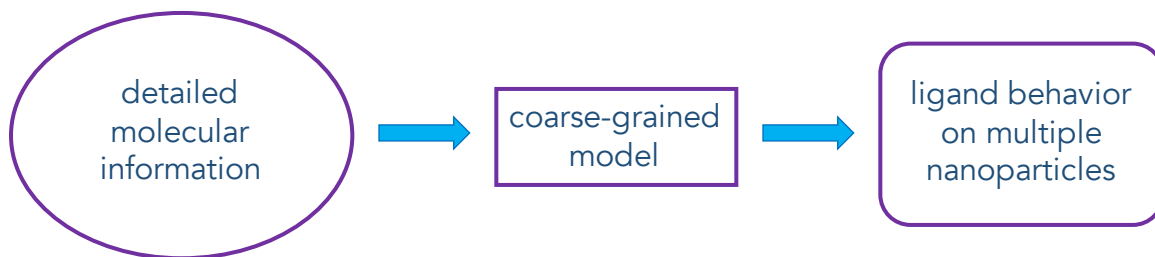 detailed
molecular
information
coarse-grained
model
ligand behavior
on multiple
nanoparticles